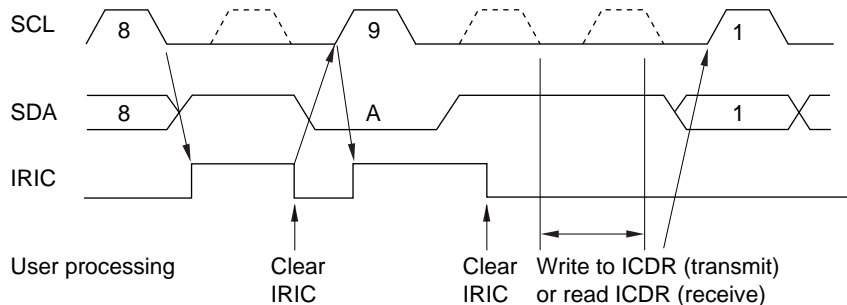 SCL 8 9 1
SDA 8 A 1
IRIC
User processing Clear Clear Write to ICDR (transmit)
IRIC IRIC or read ICDR (receive)